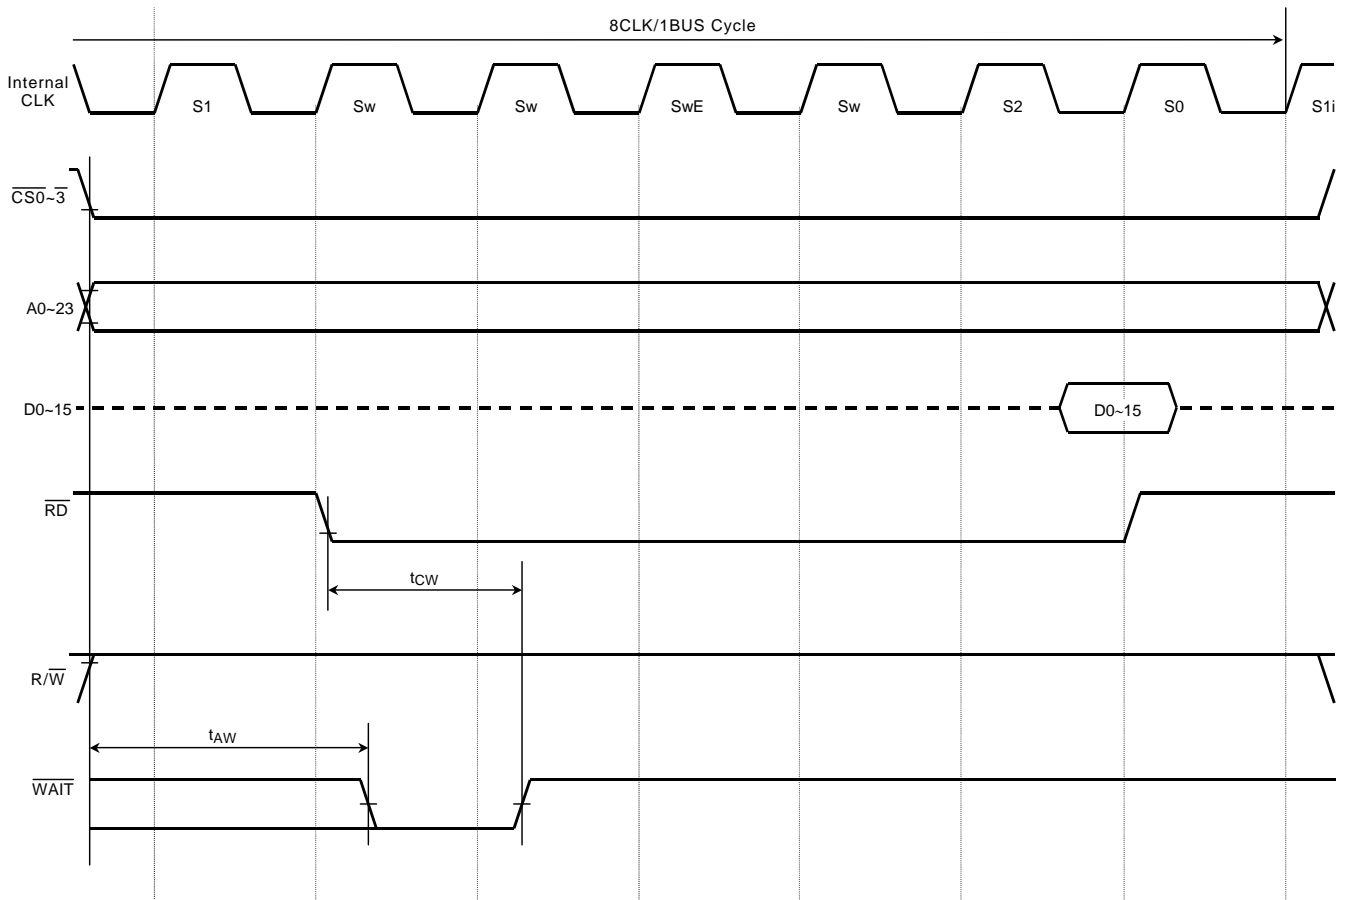 8CLK/1BUS Cycle
Internal
CLK
S1 Sw Sw SwE Sw S2 S0 S1i
CS0~3
A0~23
D0~15 D0~15
RD
tCW
R/W
tAW
WAIT